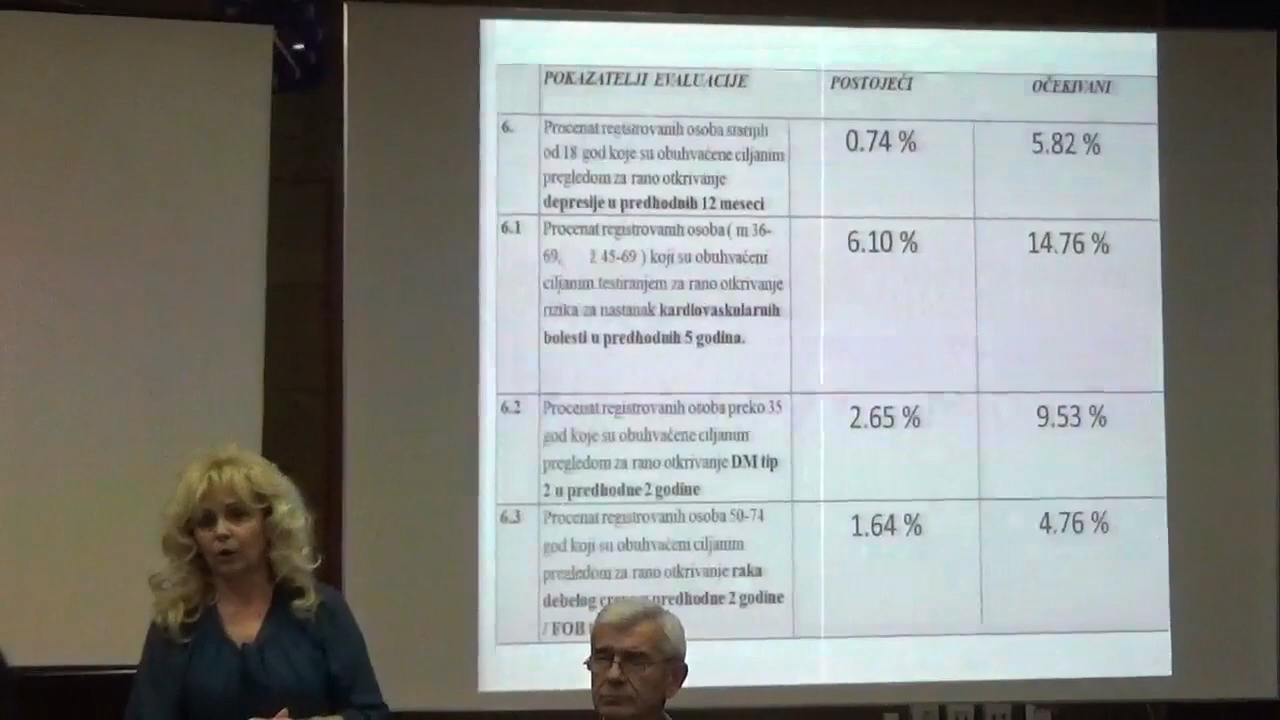 POKAZATELJI EVALUACIJE POSTOJEĆI OČEKIVANI
6. Procenat registrovanih osoba starijh 0.74 % 5.82 %
od 18 god koje su obuhvaćene ciljanim
pregledom za rano otkrivanje
depresije u predhodnih 12 meseci
6.1 Procenat registrovanih osoba ( m 36- 6.10 % 14.76 %
69, ž 45-69 ) koji su obuhvaćeni
ciljanim testiranjem za rano otkrivanje
rizika za nastanak kardiovaskularnih
bolesti u predhodnih 5 godina.
6.2 Procenat registrovanih osoba preko 35 2.65 % 9.53 %
god koje su obuhvaćene ciljanim
pregledom za rano otkrivanje DM tip
2 u predhodne 2 godine
6.3 Procenat registrovanih osoba 50-74 1.64 % 4.76 %
god koji su obuhvaćeni ciljanim
pregledom za rano otkrivanje raka
debelog predhodne 2 godine
/ FOB